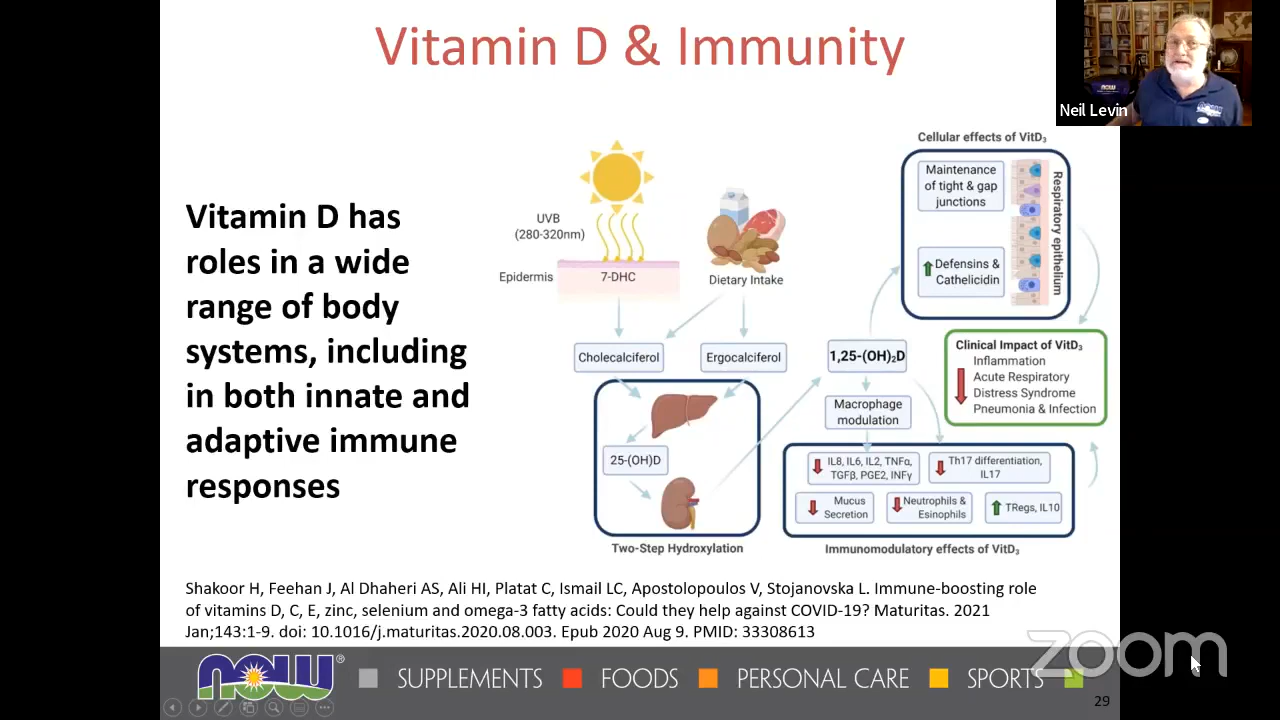 Vitamin D & Immunity
Neil Levin
Vitamin D has
roles in a wide
range of body
systems, including
in both innate and
adaptive immune
responses
UVB
(280-320nm)
Epidermis
7-DHC
Dietary Intake
Cholecalciferol
Ergocalciferol
25-(OH)D
Two-Step Hydroxylation
1,25-(OH)₂D
Macrophage
modulation
Cellular effects of VitD₃
Maintenance
of tight & gap
junctions
Defensins &
Cathelicidin
Respiratory epithelium
Clinical Impact of VitD₃
Inflammation
Acute Respiratory
Distress Syndrome
Pneumonia & Infection
IL8, IL6, IL2, TNFα,
TGFβ, PGE2, INFγ
Th17 differentiation,
IL17
Mucus
Secretion
Neutrophils &
Esinophils
TRegs, IL10
Immunomodulatory effects of VitD₃
Shakoor H, Feehan J, Al Dhaheri AS, Ali HI, Platat C, Ismail LC, Apostolopoulos V, Stojanovska L. Immune-boosting role
of vitamins D, C, E, zinc, selenium and omega-3 fatty acids: Could they help against COVID-19? Maturitas. 2021
Jan;143:1-9. doi: 10.1016/j.maturitas.2020.08.003. Epub 2020 Aug 9. PMID: 33308613
NOW® SUPPLEMENTS FOODS PERSONAL CARE SPORTS
zoom
29